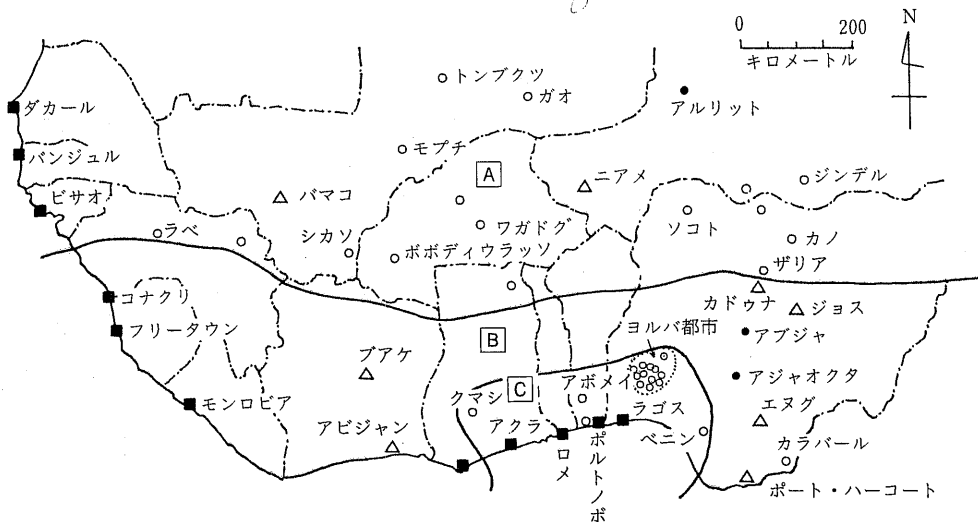 0 200
キロメートル
N
トンブクツ
ガオ
アルリット
ダカール
バンジュル
モプチ
A
ニアメ
ジンデル
ビサオ
バマコ
ワガドグ
ソコト
ラベ
シカソ
ボボディウラッソ
カノ
ザリア
コナクリ
カドゥナ
ジョス
フリータウン
B
ヨルバ都市
アブジャ
ブアケ
C
アボメイ
アジャオクタ
モンロビア
クマシ
ラゴス
エヌグ
アビジャン
アクラ
ロメ
ポルトノボ
ベニン
カラバール
ポート・ハーコート